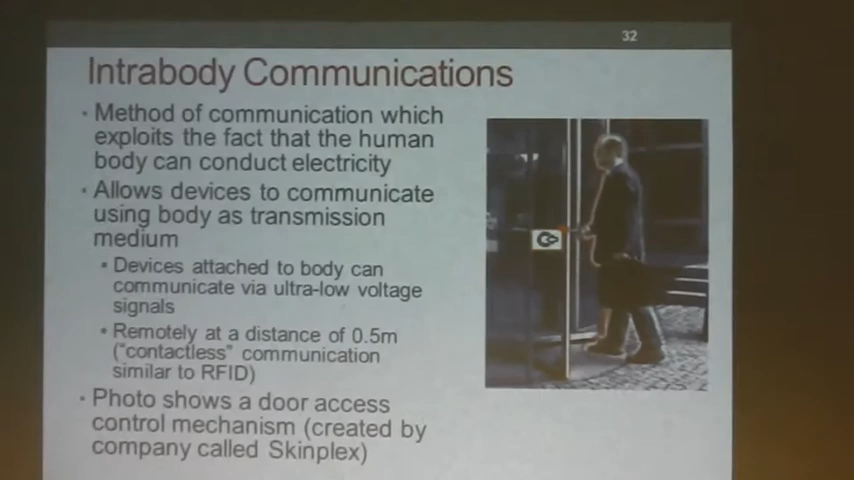 32
Intrabody Communications
• Method of communication which
exploits the fact that the human
body can conduct electricity
• Allows devices to communicate
using body as transmission
medium
• Devices attached to body can
communicate via ultra-low voltage
signals
• Remotely at a distance of 0.5m
("contactless" communication
similar to RFID)
• Photo shows a door access
control mechanism (created by
company called Skinplex)